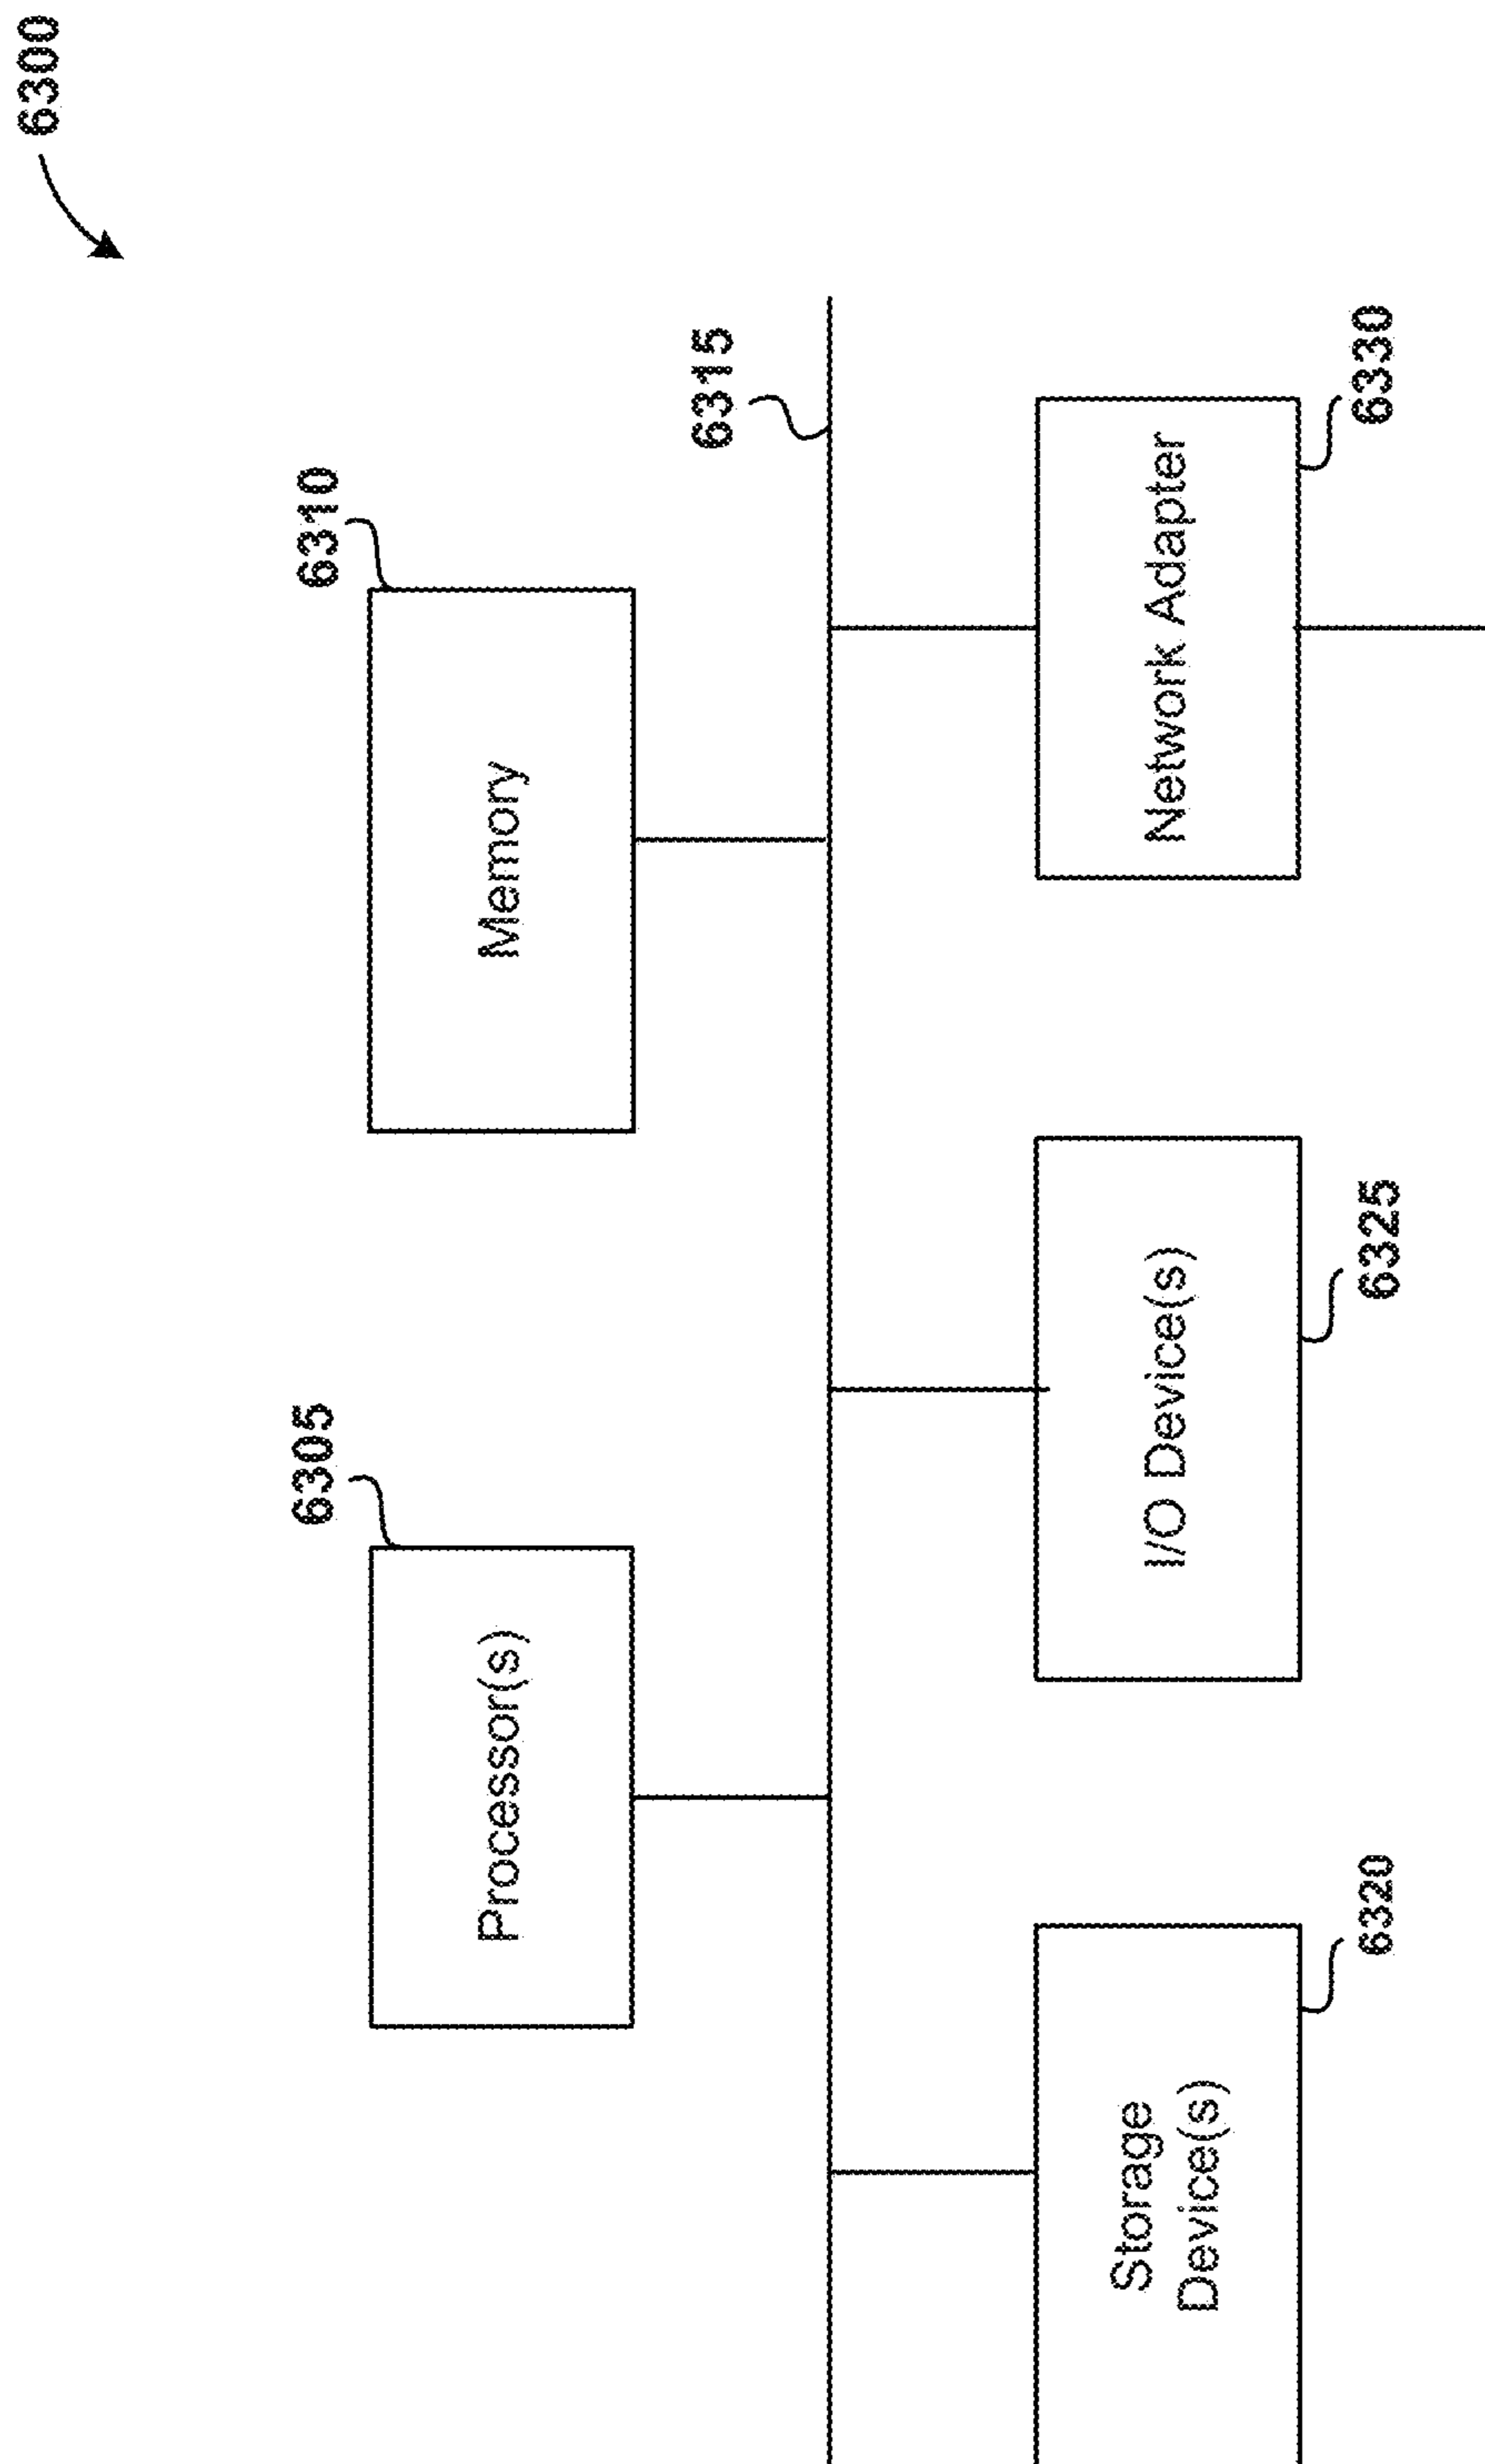 6300
6310
6305
Memory
Processor(s)
6315
Network Adapter
I/O Device(s)
Storage
Device(s)
6330
6325
6320